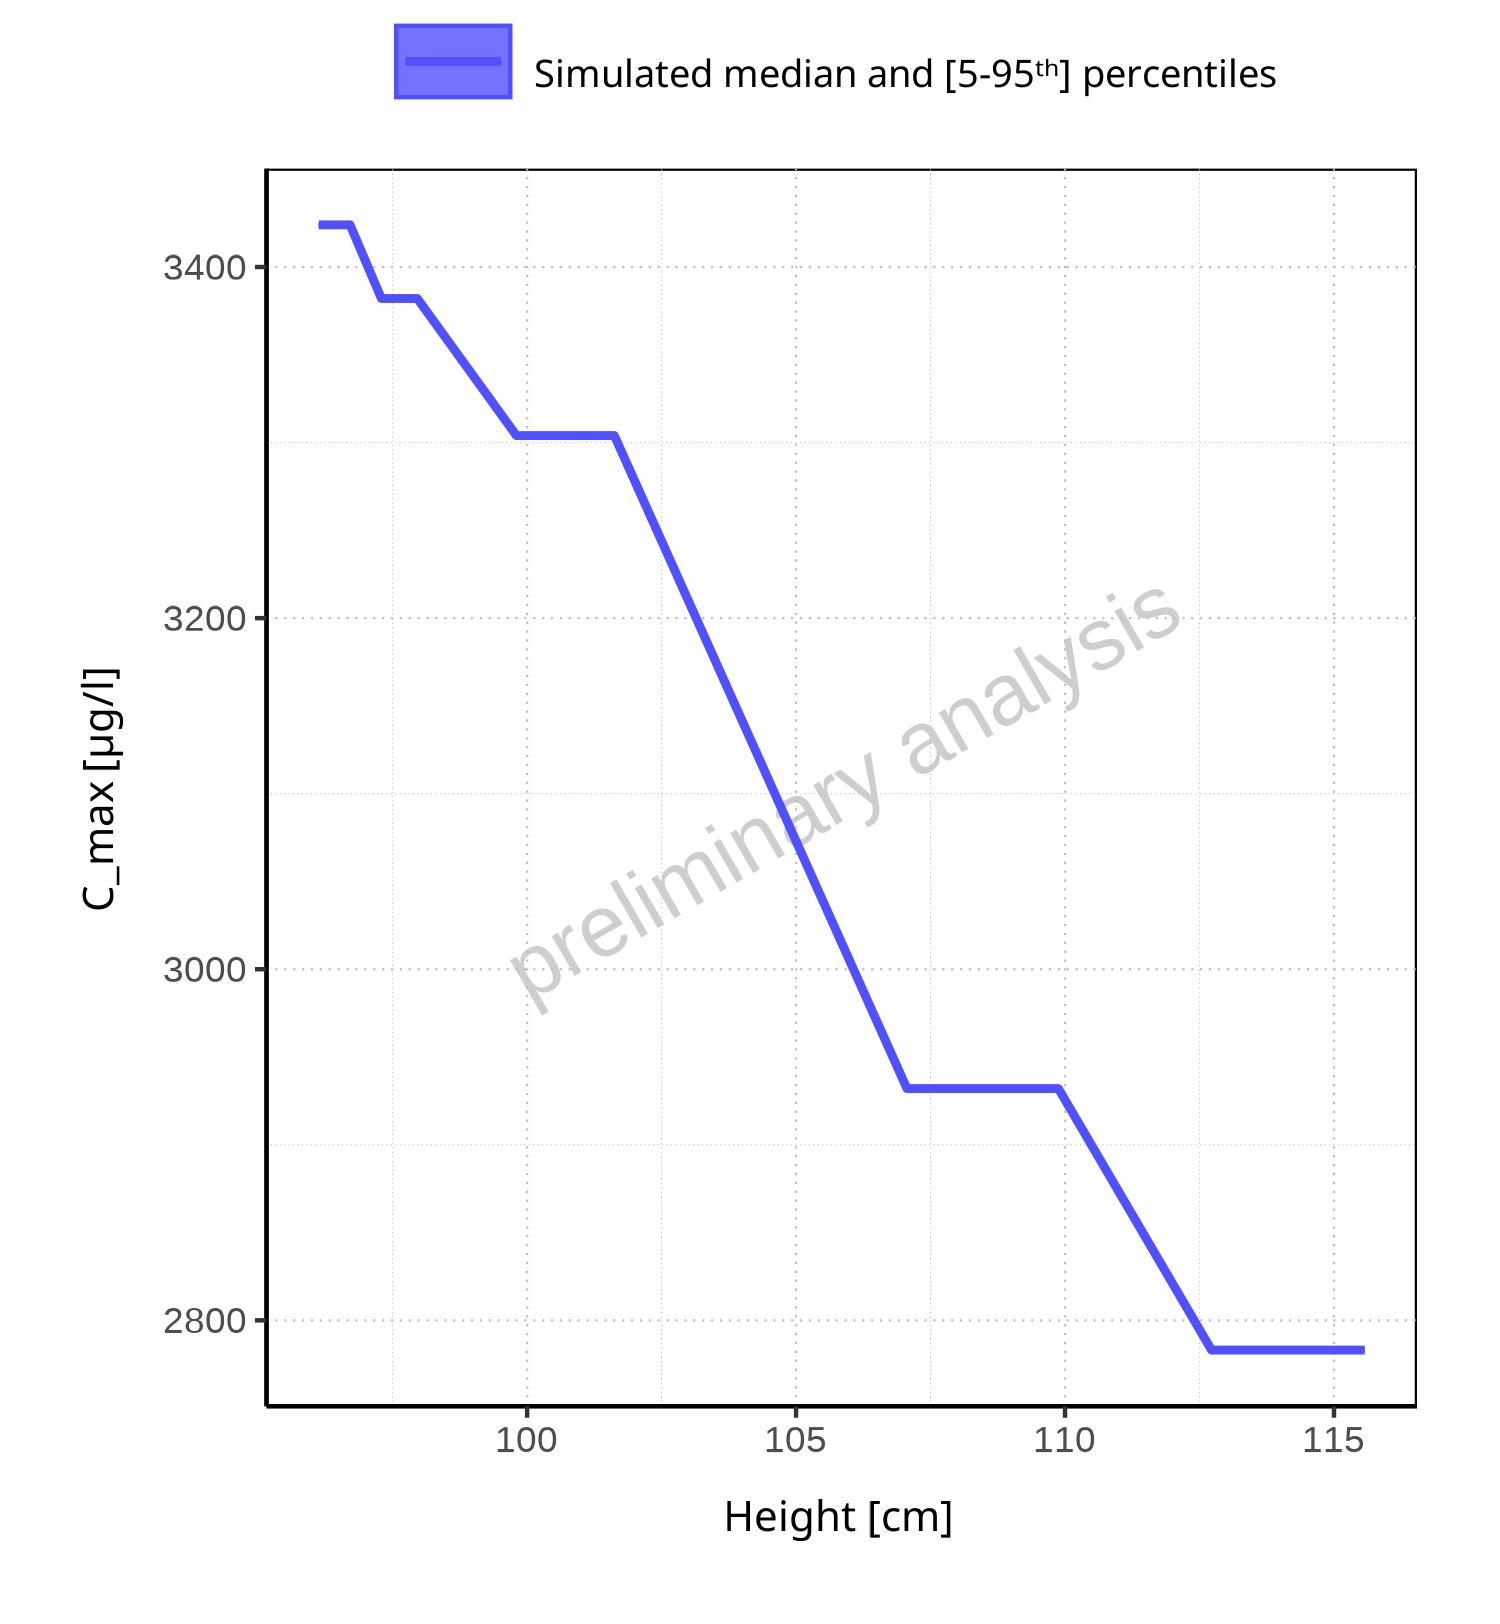 Simulated median and [5-95ᵗʰ] percentiles
3400
3200
3000
2800
C_max [µg/l]
preliminary analysis
100 105 110 115
Height [cm]